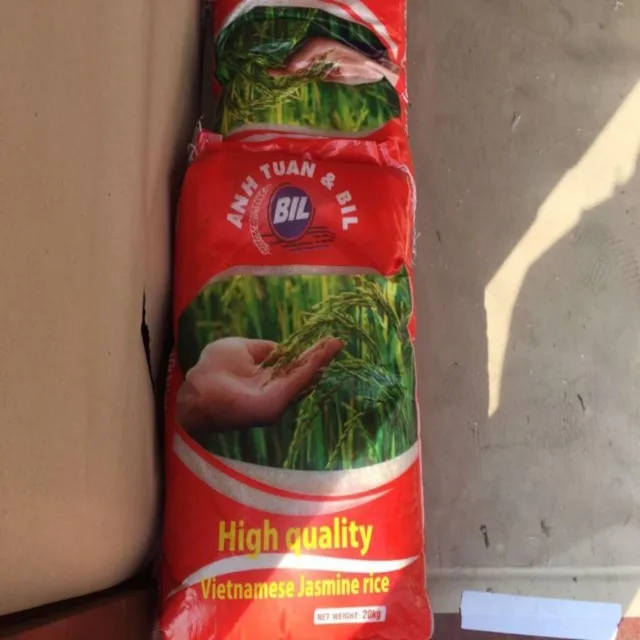 ANH TUAN & BIL
BIL
High quality
Vietnamese Jasmine rice
NET WEIGHT: 20kg